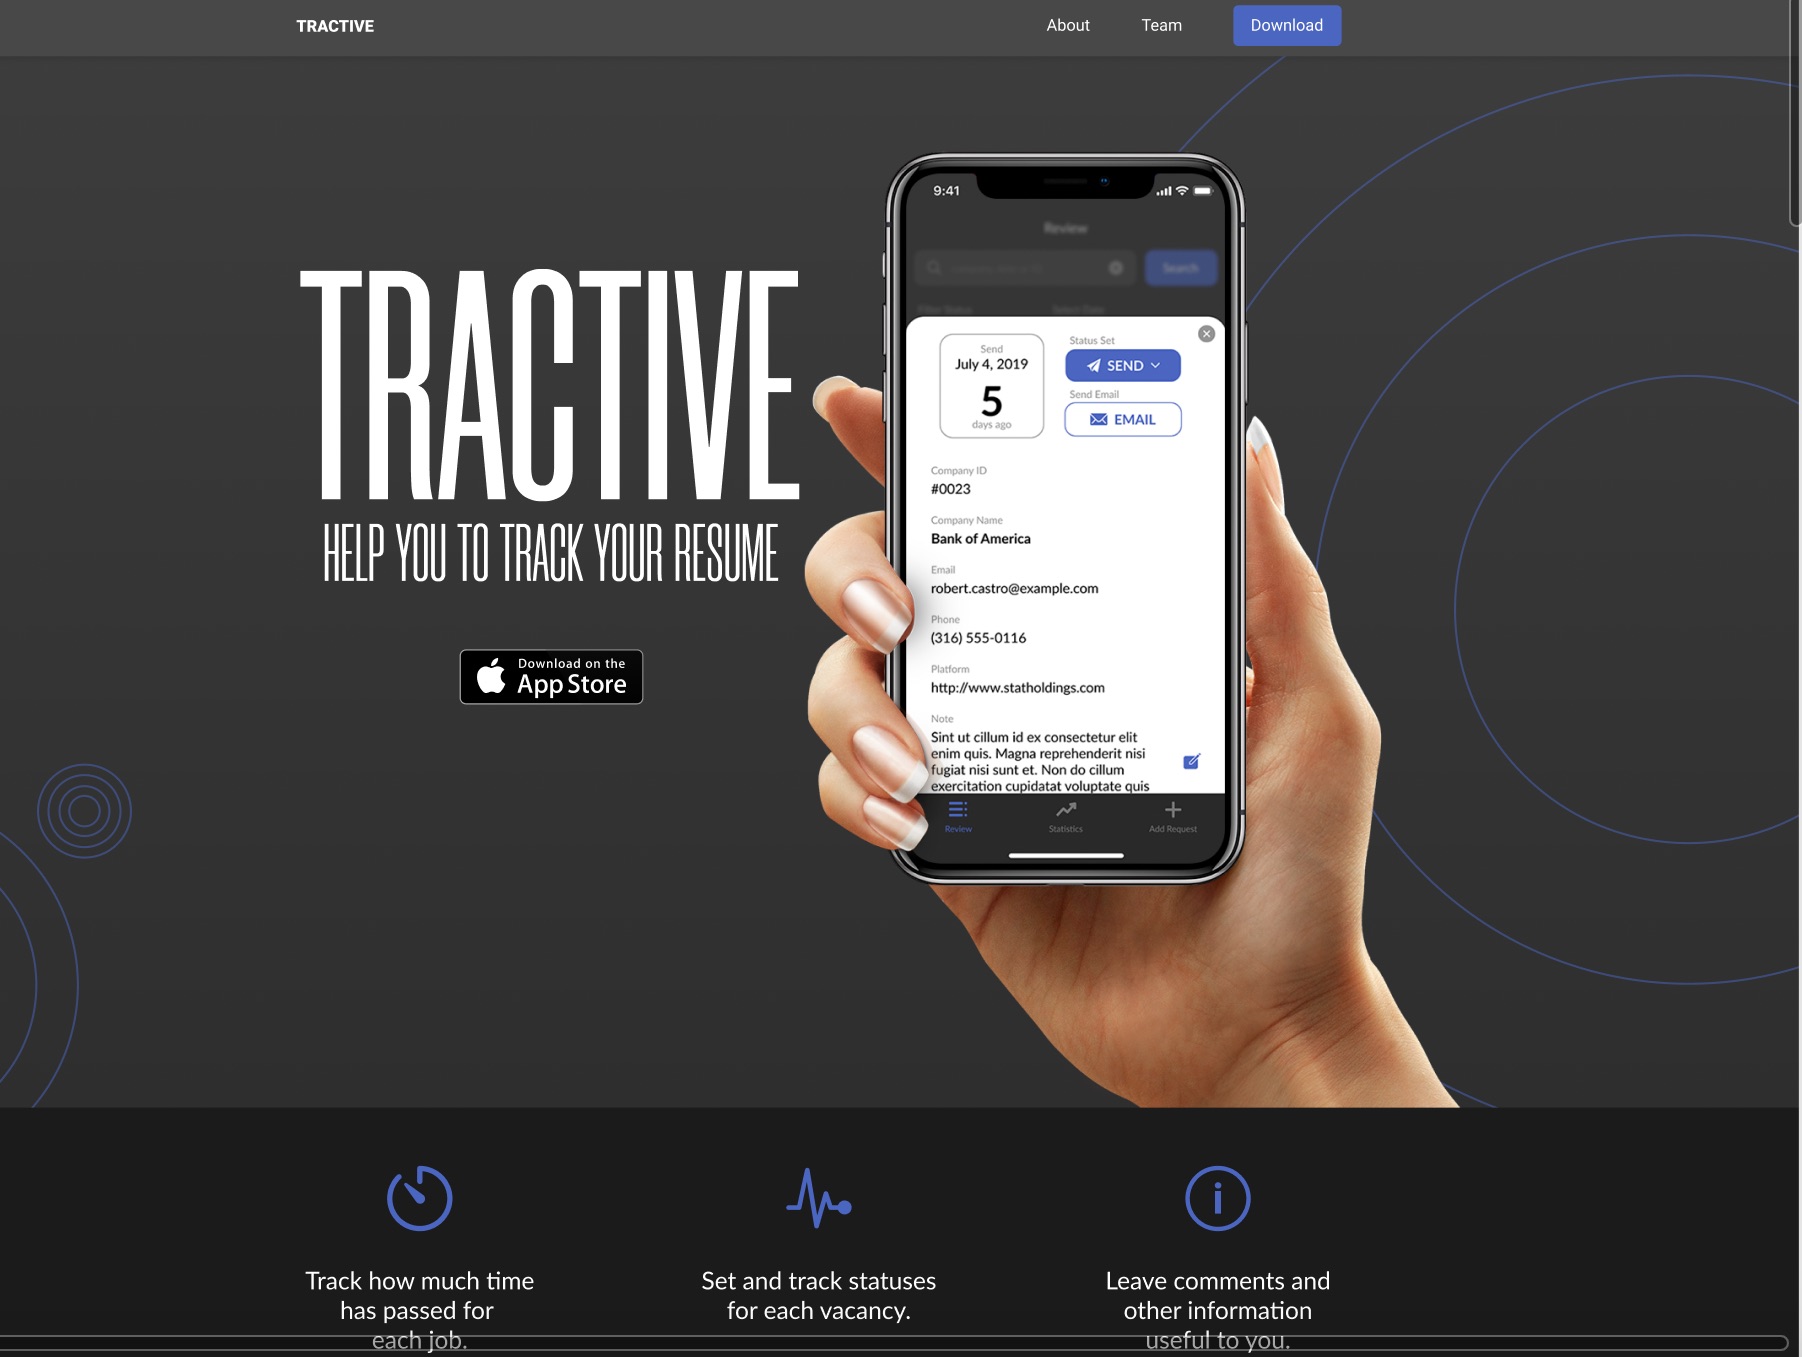 TRACTIVE
About
Team
Download
TRACTIVE
HELP YOU TO TRACK YOUR RESUME
Download on the
App Store
9:41
Review
Search
Filter Status
Select Date
Send
July 4, 2019
5
days ago
Status Set
SEND
Send Email
EMAIL
Company ID
#0023
Company Name
Bank of America
Email
robert.castro@example.com
Phone
(316) 555-0116
Platform
http://www.statholdings.com
Note
Sint ut cillum id ex consectetur elit
enim quis. Magna reprehenderit nisi
fugiat nisi sunt et. Non do cillum
exercitation cupidatat voluptate quis
Review
Statistics
Add Request
Track how much time
has passed for
each job.
Set and track statuses
for each vacancy.
Leave comments and
other information
useful to you.